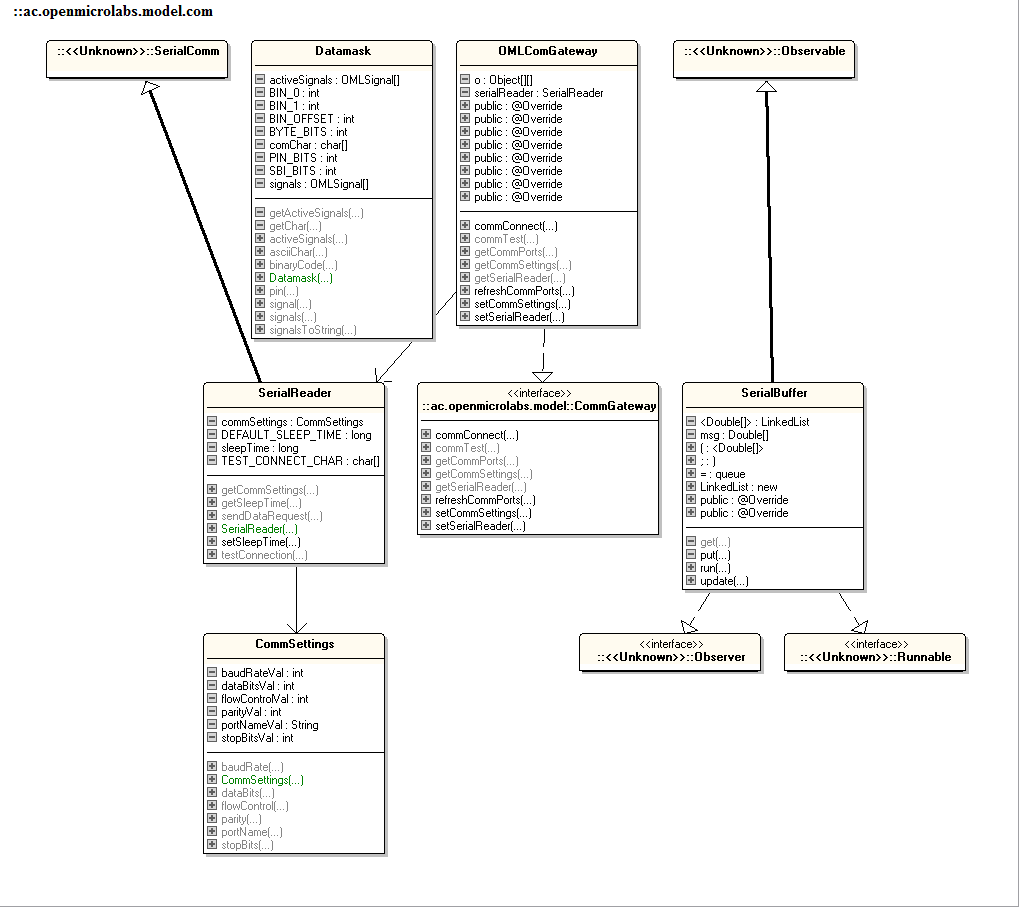 ::ac.openmicrolabs.model.com
::<<Unknown>>::SerialComm
Datamask
activeSignals : OMLSignal[]
BIN_0 : int
BIN_1 : int
BIN_OFFSET : int
BYTE_BITS : int
comChar : char[]
PIN_BITS : int
SBI_BITS : int
signals : OMLSignal[]
getActiveSignals(...)
getChar(...)
activeSignals(...)
asciiChar(...)
binaryCode(...)
Datamask(...)
pin(...)
signal(...)
signals(...)
signalsToString(...)
OMLComGateway
o : Object[][]
serialReader : SerialReader
public : @Override
public : @Override
public : @Override
public : @Override
public : @Override
public : @Override
public : @Override
public : @Override
commConnect(...)
commTest(...)
getCommPorts(...)
getCommSettings(...)
getSerialReader(...)
refreshCommPorts(...)
setCommSettings(...)
setSerialReader(...)
::<<Unknown>>::Observable
SerialReader
commSettings : CommSettings
DEFAULT_SLEEP_TIME : long
sleepTime : long
TEST_CONNECT_CHAR : char[]
getCommSettings(...)
getSleepTime(...)
sendDataRequest(...)
SerialReader(...)
setSleepTime(...)
testConnection(...)
<<interface>>
::ac.openmicrolabs.model::CommGateway
commConnect(...)
commTest(...)
getCommPorts(...)
getCommSettings(...)
getSerialReader(...)
refreshCommPorts(...)
setCommSettings(...)
setSerialReader(...)
SerialBuffer
<Double[]> : LinkedList
msg : Double[]
( : <Double[]>
; : )
= : queue
LinkedList : new
public : @Override
public : @Override
get(...)
put(...)
run(...)
update(...)
CommSettings
baudRateVal : int
dataBitsVal : int
flowControlVal : int
parityVal : int
portNameVal : String
stopBitsVal : int
baudRate(...)
CommSettings(...)
dataBits(...)
flowControl(...)
parity(...)
portName(...)
stopBits(...)
<<interface>>
::<<Unknown>>::Observer
<<interface>>
::<<Unknown>>::Runnable